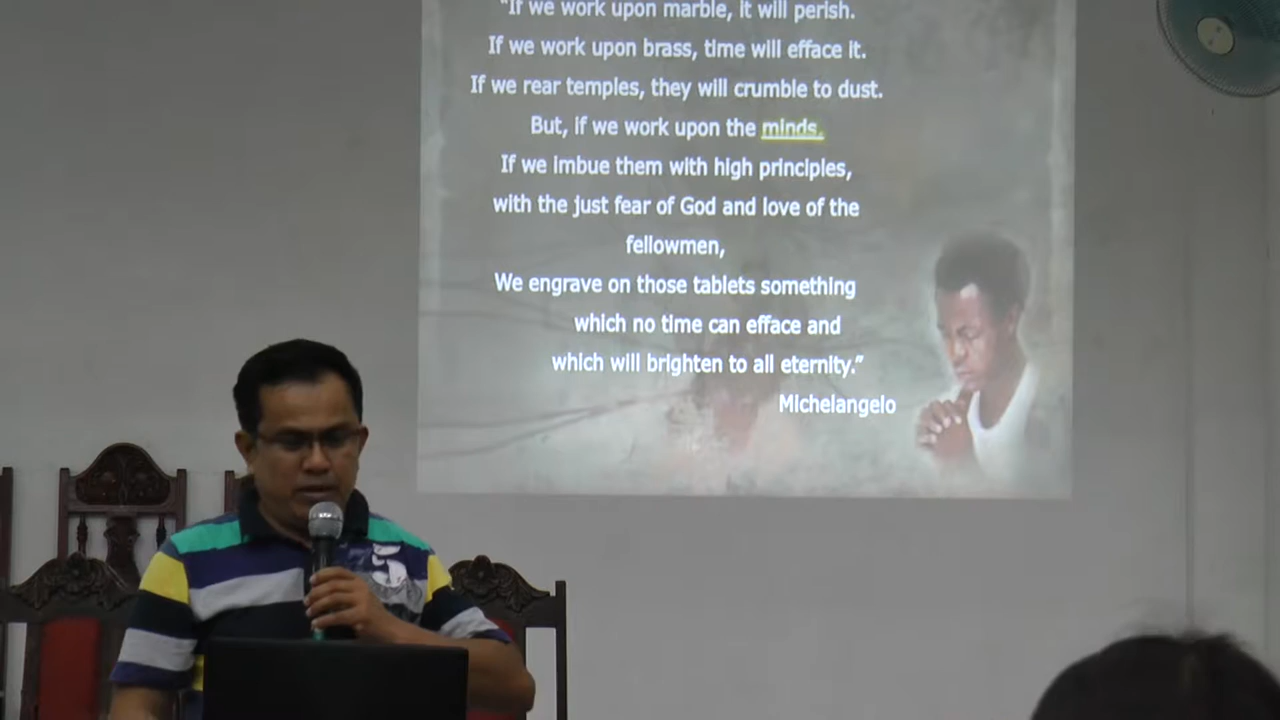 "If we work upon marble, it will perish.
If we work upon brass, time will efface it.
If we rear temples, they will crumble to dust.
But, if we work upon the minds,
If we imbue them with high principles,
with the just fear of God and love of the
fellowmen,
We engrave on those tablets something
which no time can efface and
which will brighten to all eternity.”
Michelangelo